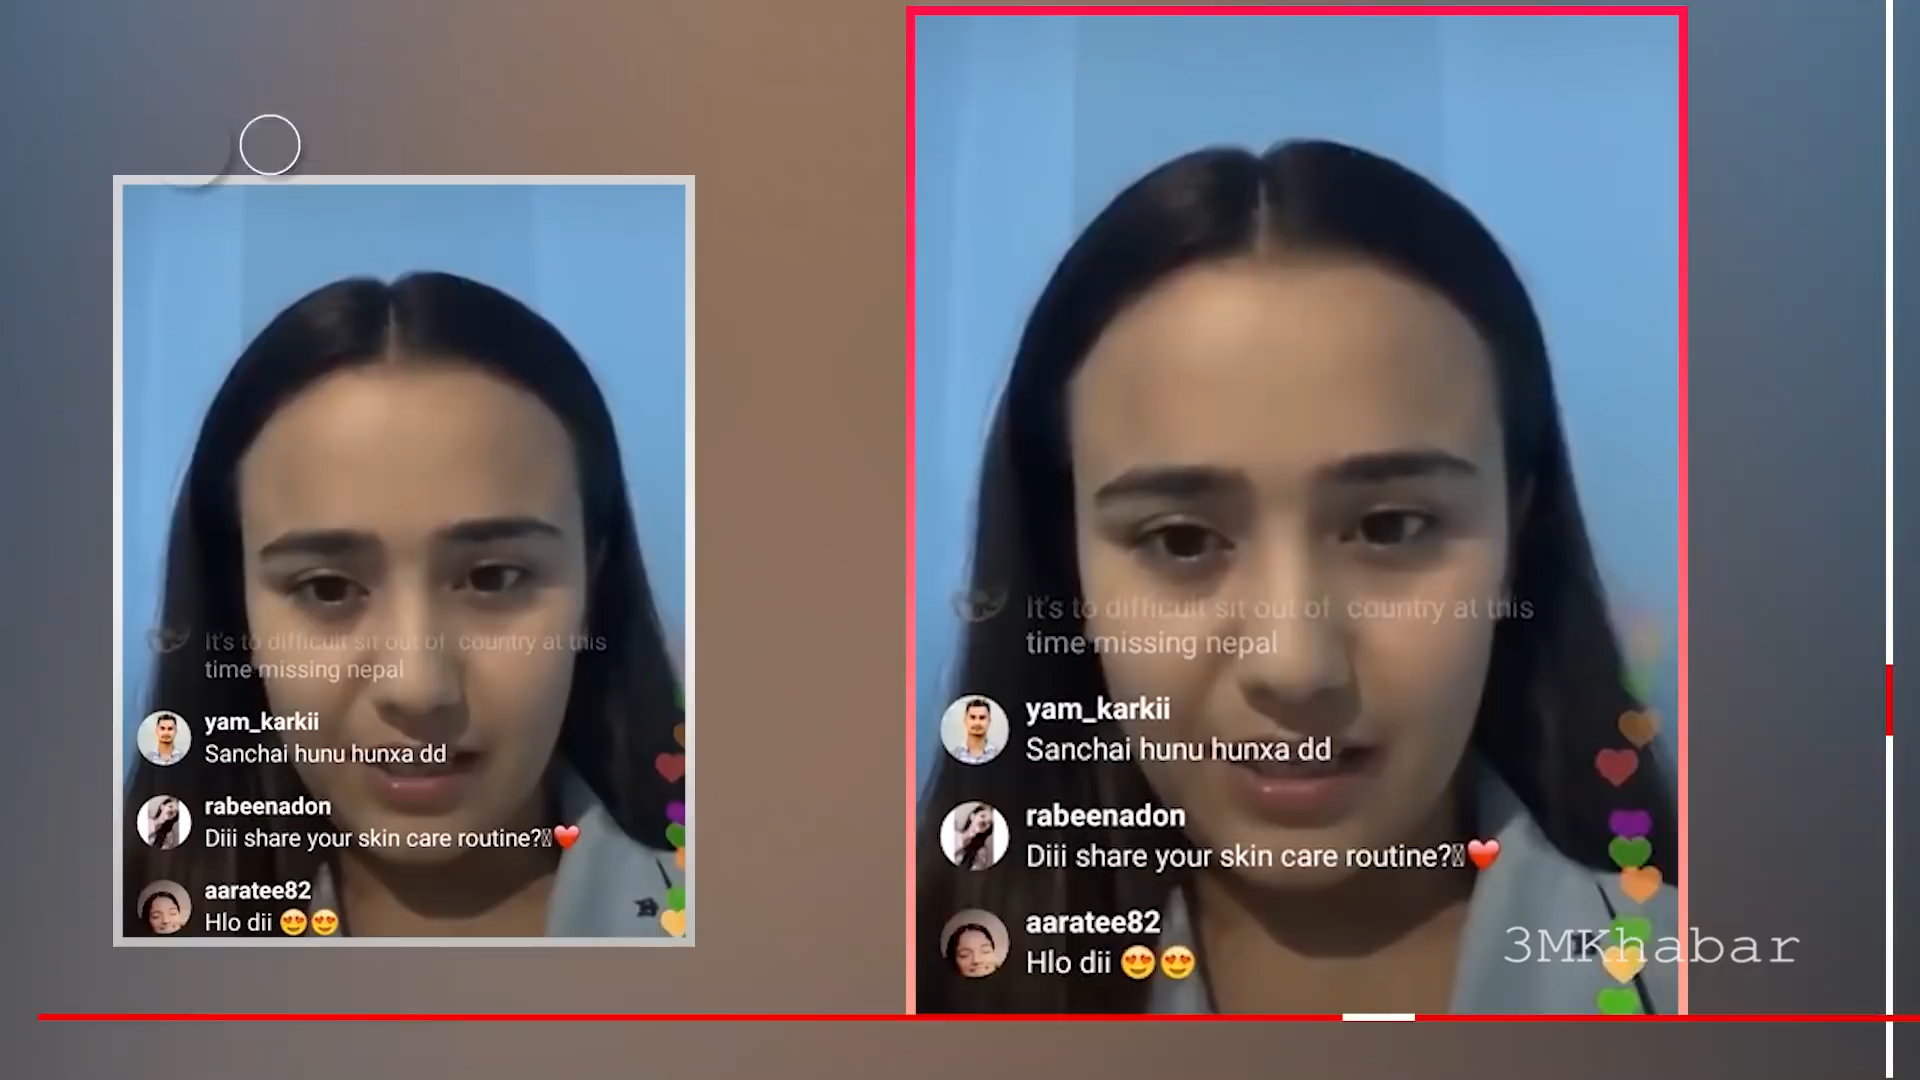 It's to difficult sit out of country at this
time missing nepal
yam_karkii
Sanchai hunu hunxa dd
rabeenadon
Diii share your skin care routine?❤️
aaratee82
Hlo dii 😍😍
It's to difficult sit out of country at this
time missing nepal
yam_karkii
Sanchai hunu hunxa dd
rabeenadon
Diii share your skin care routine?❤️
aaratee82
Hlo dii 😍😍
3MKhabar